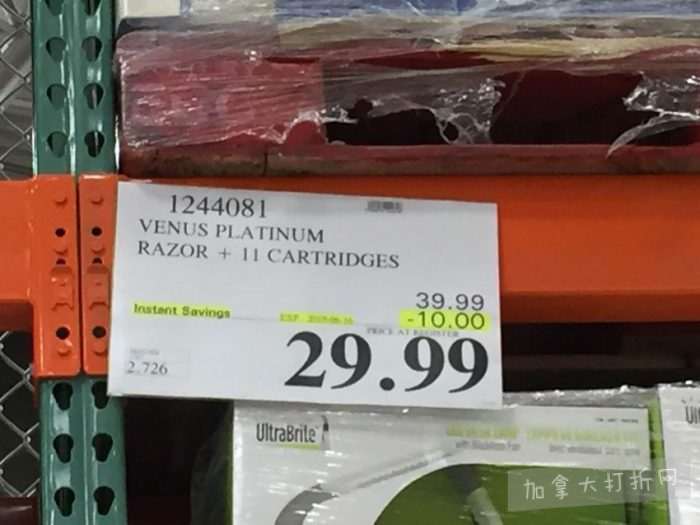 1244081
VENUS PLATINUM
RAZOR + 11 CARTRIDGES
39.99
Instant Savings EXP. -10.00
PRICE AT REGISTER
29.99
2.726
UltraBrite
加拿大打折网